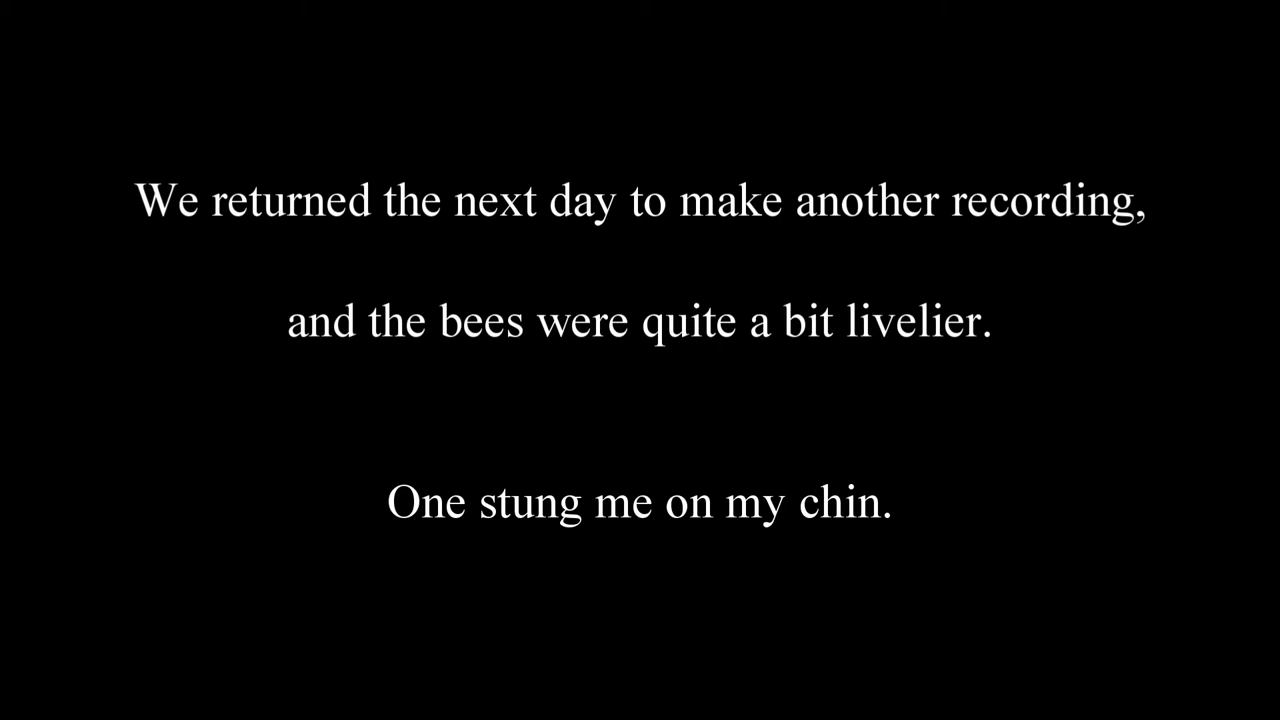 We returned the next day to make another recording,
and the bees were quite a bit livelier.
One stung me on my chin.